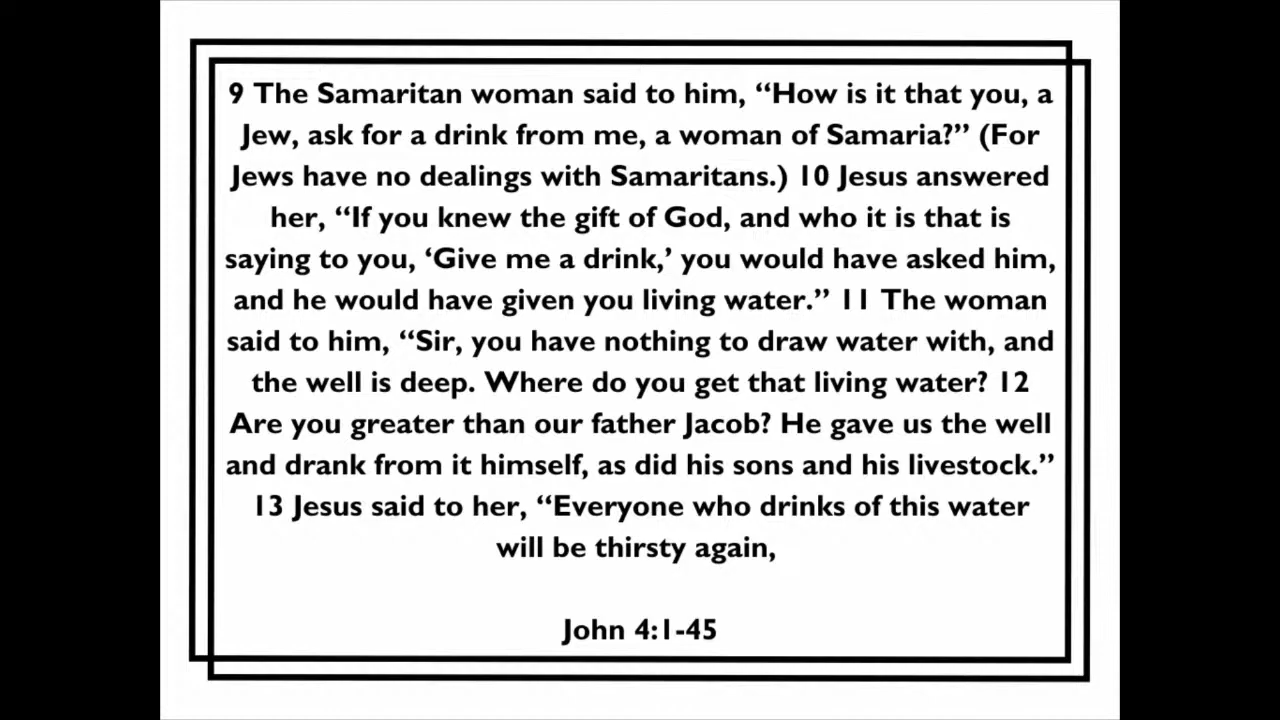 9 The Samaritan woman said to him, “How is it that you, a
Jew, ask for a drink from me, a woman of Samaria?” (For
Jews have no dealings with Samaritans.) 10 Jesus answered
her, “If you knew the gift of God, and who it is that is
saying to you, ‘Give me a drink,’ you would have asked him,
and he would have given you living water.” 11 The woman
said to him, “Sir, you have nothing to draw water with, and
the well is deep. Where do you get that living water? 12
Are you greater than our father Jacob? He gave us the well
and drank from it himself, as did his sons and his livestock.”
13 Jesus said to her, “Everyone who drinks of this water
will be thirsty again,
John 4:1-45